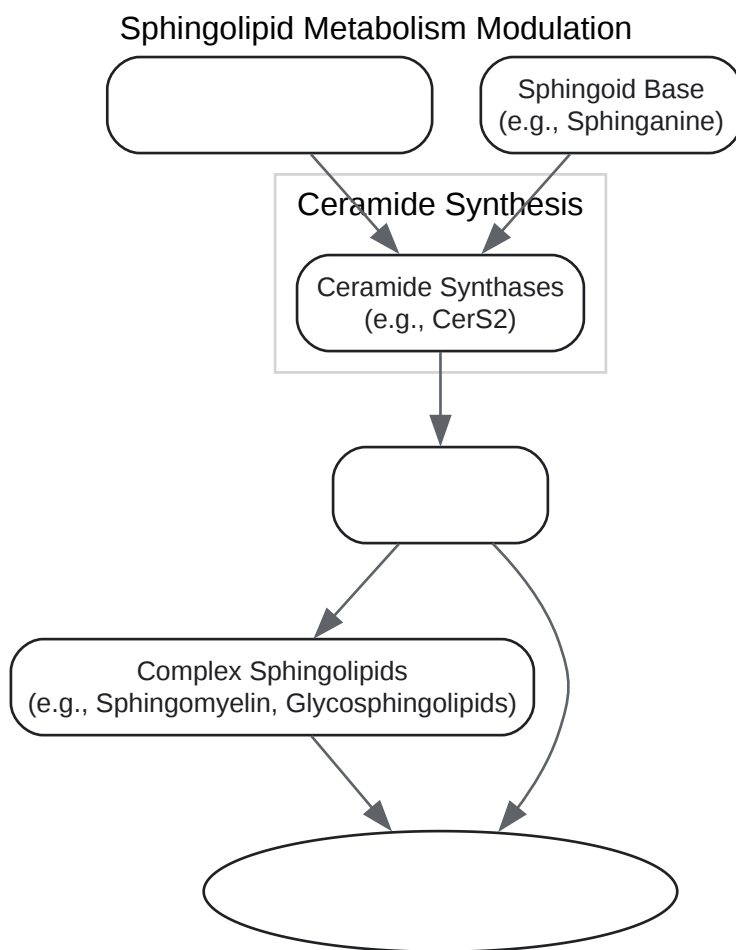 Sphingolipid Metabolism Modulation
Sphingoid Base
(e.g., Sphinganine)
Ceramide Synthesis
Ceramide Synthases
(e.g., CerS2)
Complex Sphingolipids
(e.g., Sphingomyelin, Glycosphingolipids)